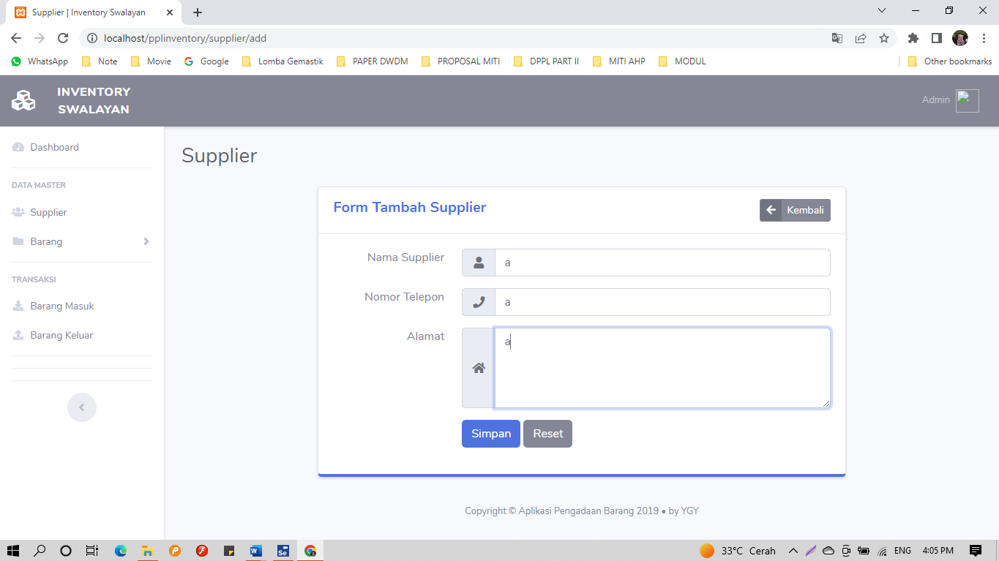 Supplier | Inventory Swalayan
localhost/pplinventory/supplier/add
WhatsApp Note Movie Google Lomba Gemastik PAPER DWDM PROPOSAL MITI DPPL PART II MITI AHP MODUL Other bookmarks
INVENTORY
SWALAYAN
Admin
Dashboard
DATA MASTER
Supplier
Barang
TRANSAKSI
Barang Masuk
Barang Keluar
Supplier
Form Tambah Supplier
Kembali
Nama Supplier a
Nomor Telepon a
Alamat a
Simpan Reset
Copyright © Aplikasi Pengadaan Barang 2019 • by YGY
33°C Cerah ENG 4:05 PM